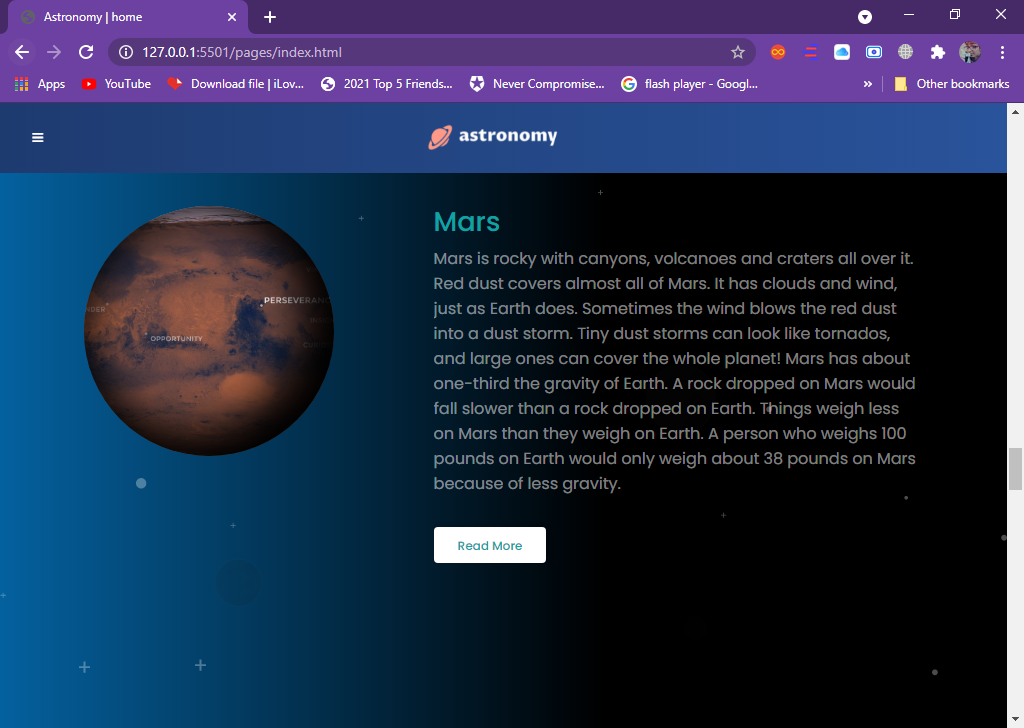 Astronomy | home
127.0.0.1:5501/pages/index.html
Apps
YouTube
Download file | iLov...
2021 Top 5 Friends...
Never Compromise...
flash player - Googl...
»
Other bookmarks
astronomy
Mars
Mars is rocky with canyons, volcanoes and craters all over it.
Red dust covers almost all of Mars. It has clouds and wind,
just as Earth does. Sometimes the wind blows the red dust
into a dust storm. Tiny dust storms can look like tornados,
and large ones can cover the whole planet! Mars has about
one-third the gravity of Earth. A rock dropped on Mars would
fall slower than a rock dropped on Earth. Things weigh less
on Mars than they weigh on Earth. A person who weighs 100
pounds on Earth would only weigh about 38 pounds on Mars
because of less gravity.
Read More
PERSEVERANC
OPPORTUNITY